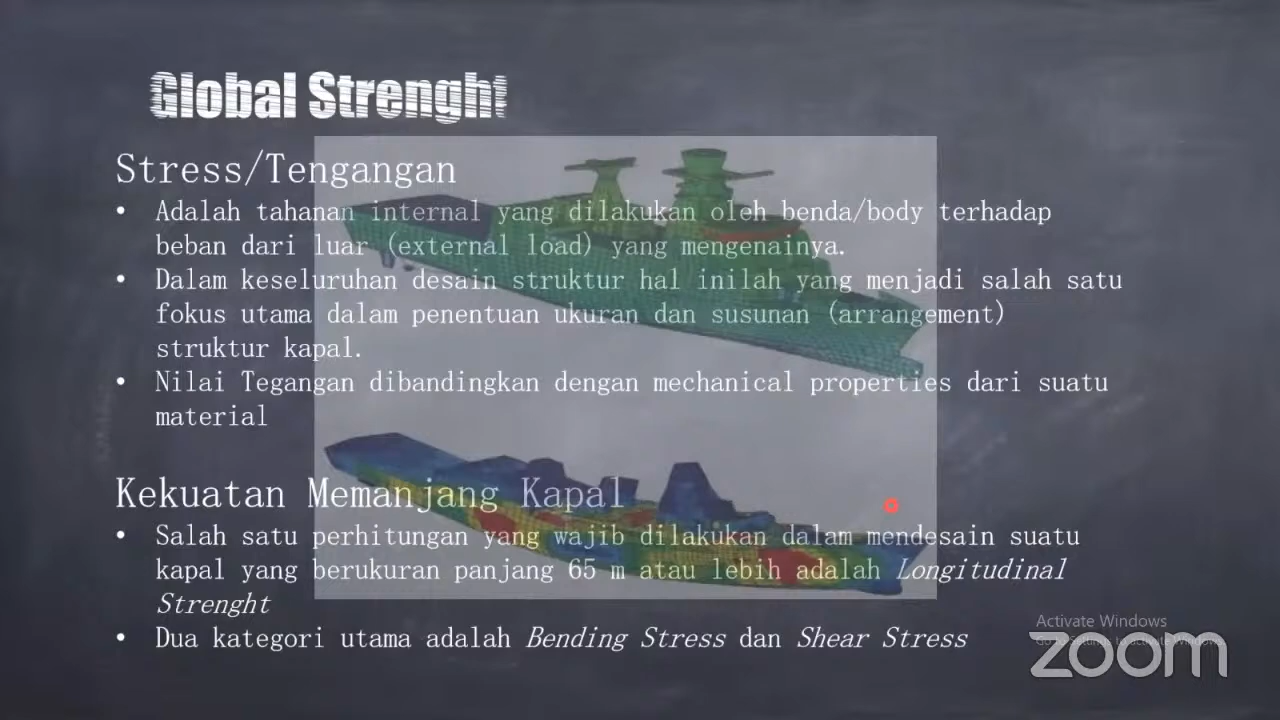 Global Strenght
Stress/Tengangan
• Adalah tahanan internal yang dilakukan oleh benda/body terhadap
beban dari luar (external load) yang mengenainya.
• Dalam keseluruhan desain struktur hal inilah yang menjadi salah satu
fokus utama dalam penentuan ukuran dan susunan (arrangement)
struktur kapal.
• Nilai Tegangan dibandingkan dengan mechanical properties dari suatu
material
Kekuatan Memanjang Kapal
• Salah satu perhitungan yang wajib dilakukan dalam mendesain suatu
kapal yang berukuran panjang 65 m atau lebih adalah Longitudinal
Strenght
• Dua kategori utama adalah Bending Stress dan Shear Stress
Activate Windows
zoom